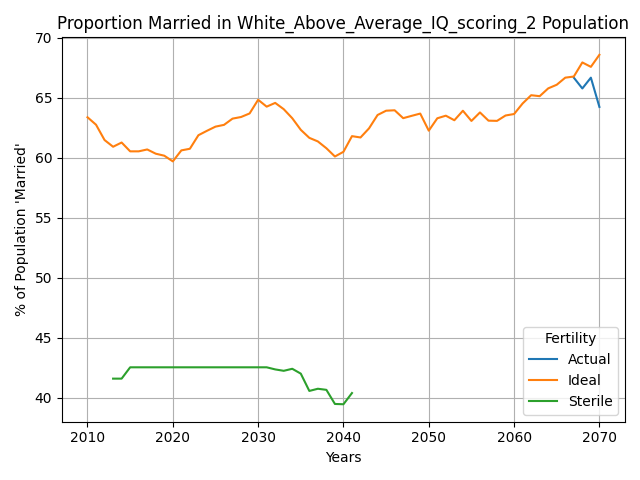 Proportion Married in White_Above_Average_IQ_scoring_2 Population
70
65
60
55
50
45
40
% of Population 'Married'
2010 2020 2030 2040 2050 2060 2070
Years
Fertility
Actual
Ideal
Sterile